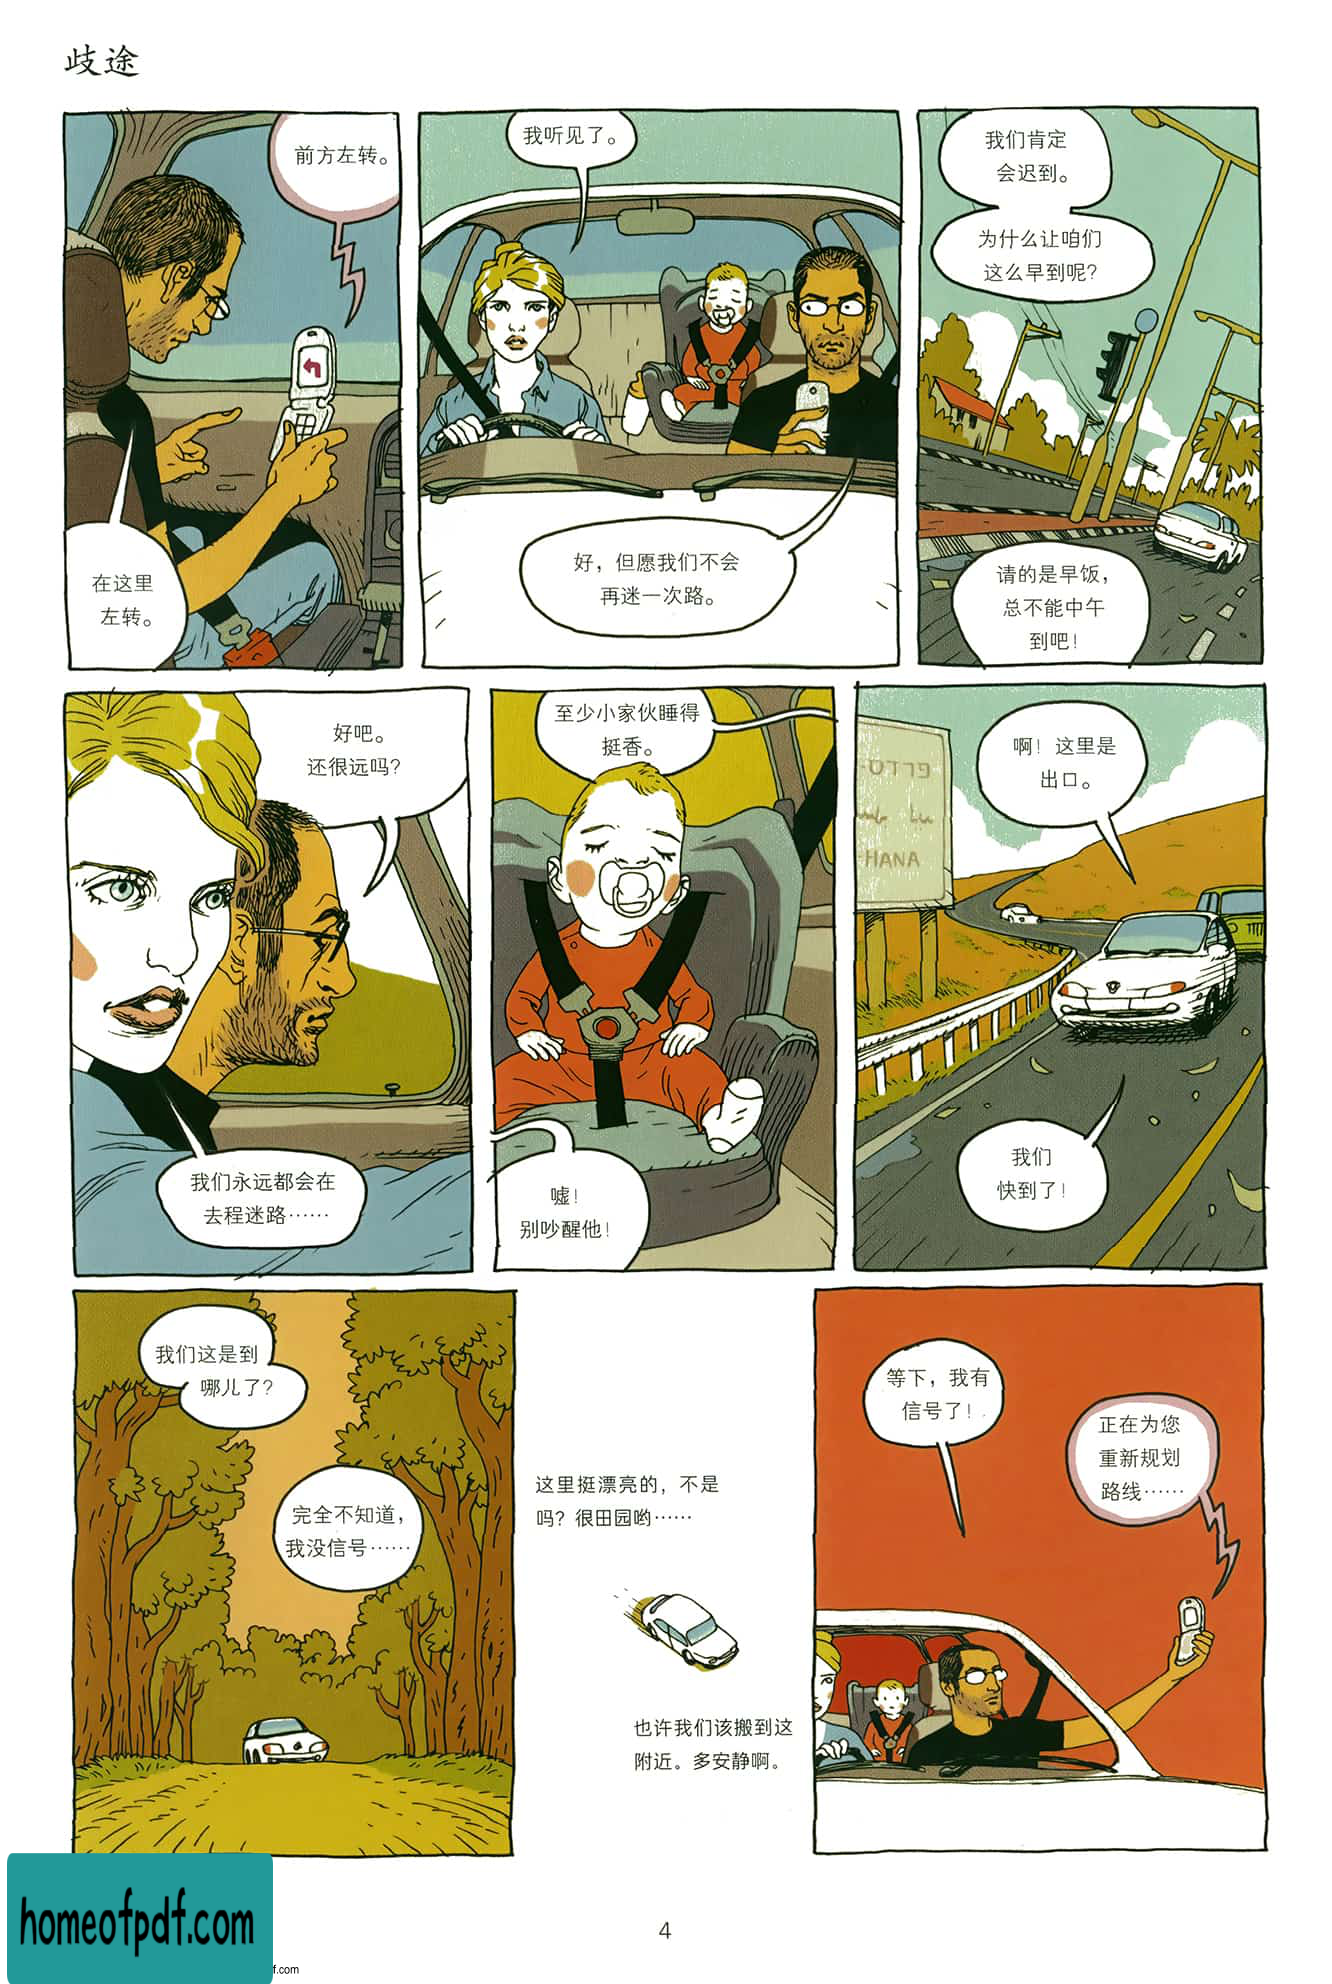 歧途
前方左转。
在这里
左转。
我听见了。
好，但愿我们不会
再迷一次路。
我们肯定
会迟到。
为什么让咱们
这么早到呢？
请的是早饭，
总不能中午
到吧！
好吧。
还很远吗？
我们永远都会在
去程迷路……
至少小家伙睡得
挺香。
嘘！
别吵醒他！
啊！这里是
出口。
פרדס-
HANA
我们
快到了！
我们这是到
哪儿了？
完全不知道，
我没信号……
这里挺漂亮的，不是
吗？很田园哟……
也许我们该搬到这
附近。多安静啊。
等下，我有
信号了！
正在为您
重新规划
路线……
4
homeofpdf.com
df.com